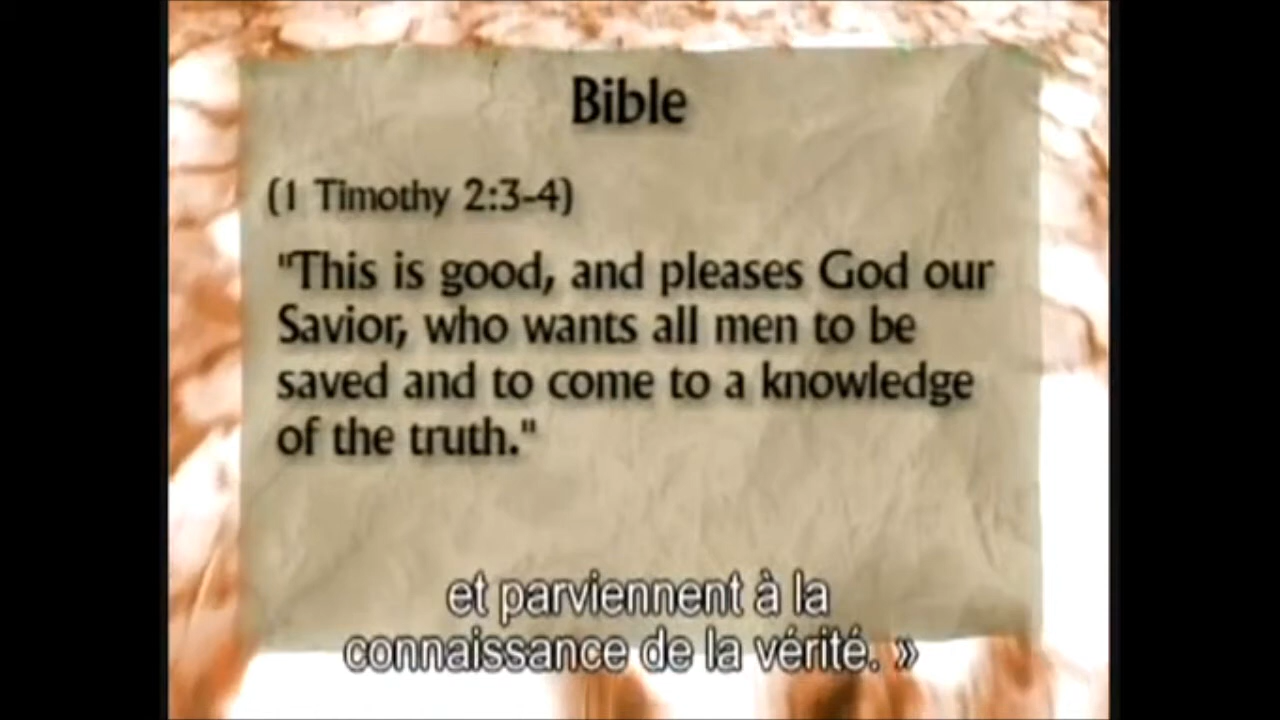 Bible
(1 Timothy 2:3-4)
"This is good, and pleases God our
Savior, who wants all men to be
saved and to come to a knowledge
of the truth."
et parviennent à la
connaissance de la vérité. »